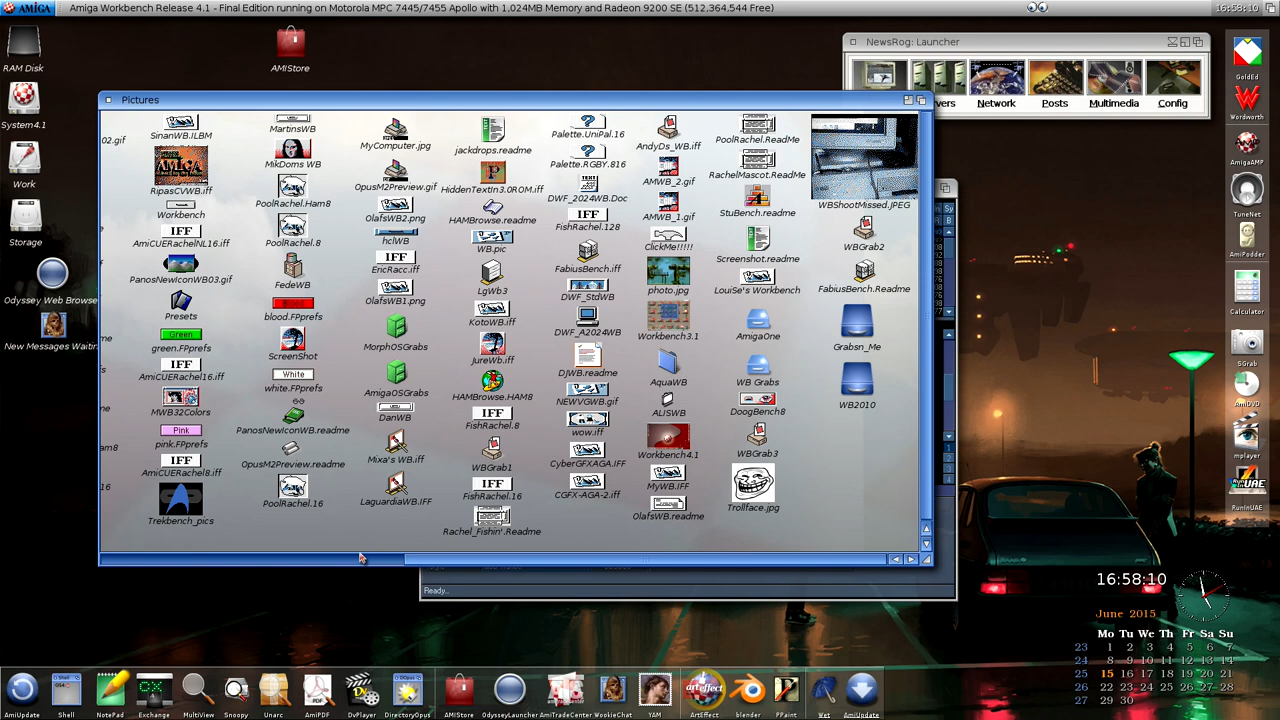 AMIGA Amiga Workbench Release 4.1 - Final Edition running on Motorola MPC 7445/7455 Apollo with 1,024MB Memory and Radeon 9200 SE (512,364,544 Free) 16:58:10
RAM Disk
System4.1
Work
Storage
Odyssey Web Browse
New Messages Waitin
AMIStore
NewsRog: Launcher
vers
Network
Posts
Multimedia
Config
Pictures
02.gif
SinanWB.ILBM
RipasCVWB.iff
Workbench
AmiCUERachelNL16.iff
PanosNewIconWB03.gif
Presets
Green
green.FPprefs
IFF
AmiCUERachel16.iff
MWB32Colors
Pink
pink.FPprefs
IFF
AmiCUERachel8.iff
Trekbench_pics
MartinsWB
MikDoms WB
PoolRachel.Ham8
PoolRachel.8
FedeWB
Blood
blood.FPprefs
ScreenShot
White
white.FPprefs
PanosNewIconWB.readme
OpusM2Preview.readme
PoolRachel.16
MyComputer.jpg
OpusM2Preview.gif
OlafsWB2.png
hclWB
IFF
EricRacc.iff
OlafsWB1.png
MorphOSGrabs
AmigaOSGrabs
DanWB
Mixa's WB.iff
LaguardiaWB.IFF
jackdrops.readme
HiddenTextIn3.0ROM.iff
HAMBrowse.readme
WB.pic
LgWb3
KotoWB.iff
JureWb.iff
HAMBrowse.HAM8
IFF
FishRachel.8
WBGrab1
IFF
FishRachel.16
Rachel_Fishin'.Readme
Palette.UniPal.16
Palette.RGBY.816
DWF_2024WB.Doc
IFF
FishRachel.128
FabiusBench.iff
DWF_StdWB
DWF_A2024WB
DJWB.readme
NEWVGWB.gif
wow.iff
CyberGFXAGA.IFF
CGFX-AGA-2.iff
AndyDs_WB.iff
AMWB_2.gif
AMWB_1.gif
ClickMe!!!!!
photo.jpg
Workbench3.1
AquaWB
ALISWB
Workbench4.1
MyWB.IFF
OlafsWB.readme
PoolRachel.ReadMe
RachelMascot.ReadMe
StuBench.readme
Screenshot.readme
LouiSe's Workbench
AmigaOne
WB Grabs
DoogBench8
WBGrab3
Trollface.jpg
WBShootMissed.JPEG
WBGrab2
FabiusBench.Readme
Grabsn_Me
WB2010
Ready...
GoldEd
Wordworth
AmigaAMP
TuneNet
AmiPodder
Calculator
SGrab
AmiDVD
mplayer
RunInUAE
16:58:10
June 2015
Mo Tu We Th Fr Sa Su
23 1 2 3 4 5 6 7
24 8 9 10 11 12 13 14
25 15 16 17 18 19 20 21
26 22 23 24 25 26 27 28
27 29 30
AmiUpdate
Shell
NotePad
Exchange
MultiView
Snoopy
Unarc
AmiPDF
DvPlayer
DirectoryOpus
AMIStore
OdysseyLauncher
AmiTradeCenter
WookieChat
YAM
ArtEffect
blender
PPaint
Wet
AmiUpdate